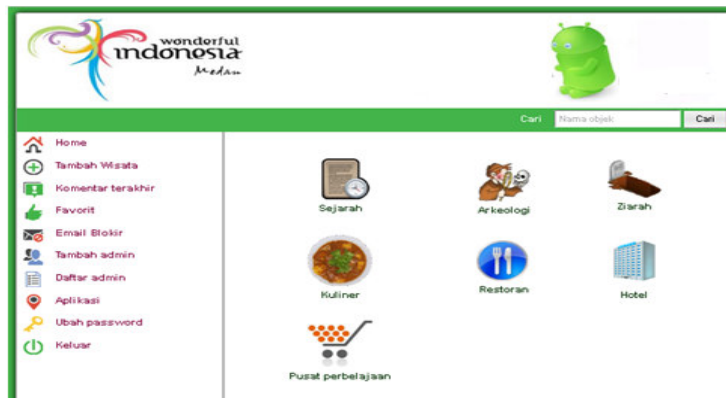 wonderful
indonesia
Medan
Cari Nama objek Cari
Home
Tambah Wisata
Komentar terakhir
Favorit
Email Blokir
Tambah admin
Daftar admin
Aplikasi
Ubah password
Keluar
Sejarah Arkeologi Ziarah
Kuliner Restoran Hotel
Pusat perbelajaan